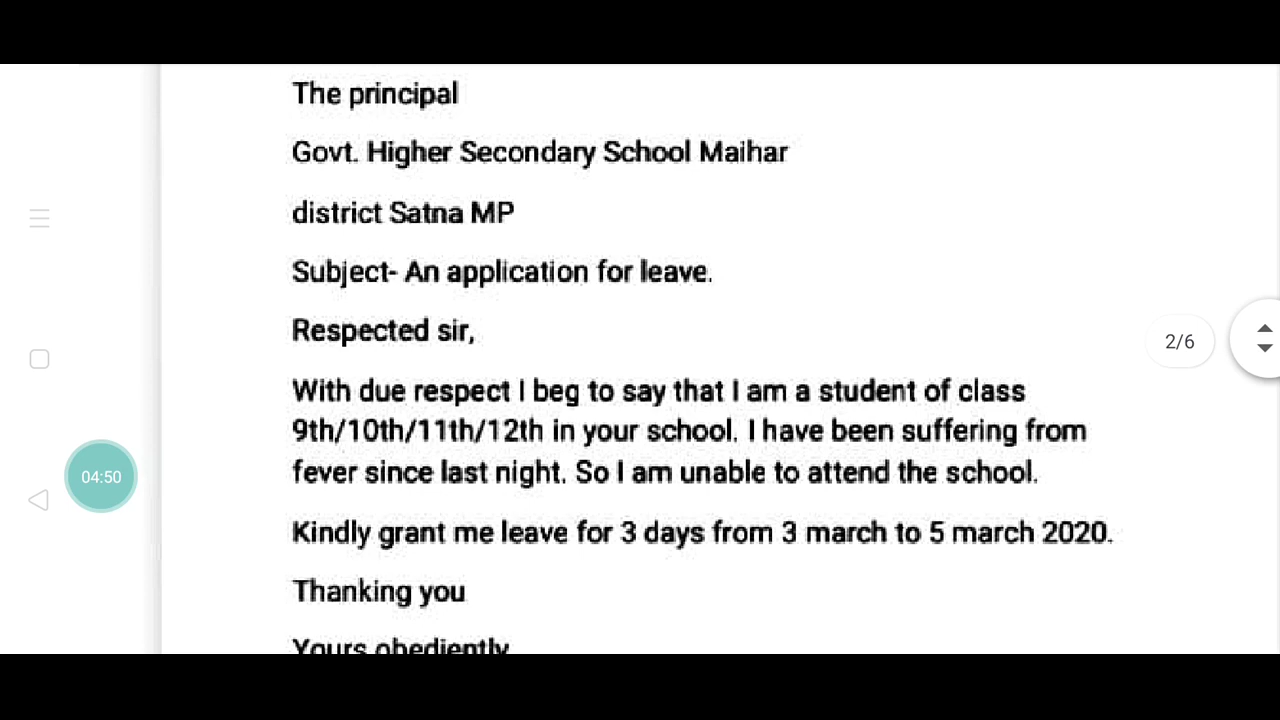 The principal
Govt. Higher Secondary School Maihar
district Satna MP
Subject- An application for leave.
Respected sir,
With due respect I beg to say that I am a student of class
9th/10th/11th/12th in your school. I have been suffering from
2/6
fever since last night. So I am unable to attend the school.
04:50
Kindly grant me leave for 3 days from 3 march to 5 march 2020.
Thanking you
Yours obediently